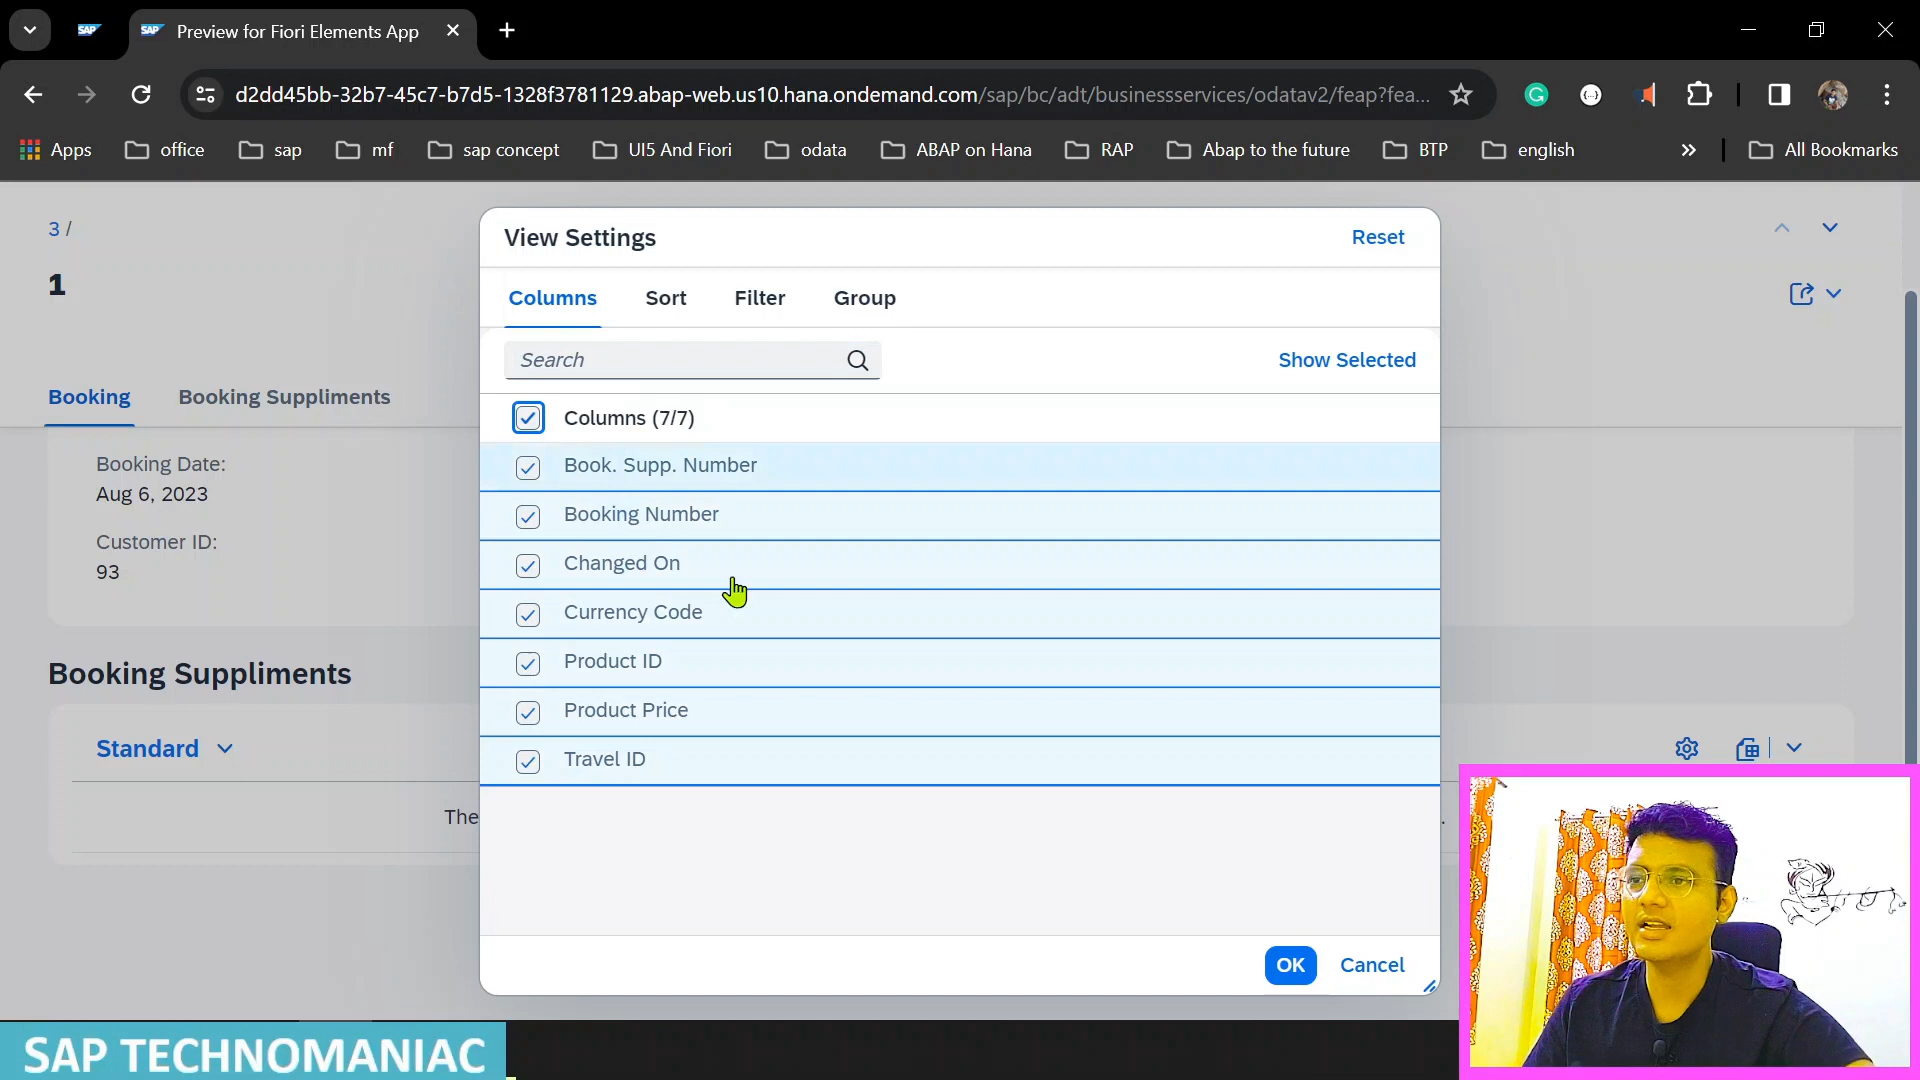 SAP
SAP Preview for Fiori Elements App
d2dd45bb-32b7-45c7-b7d5-1328f3781129.abap-web.us10.hana.ondemand.com/sap/bc/adt/businessservices/odatav2/feap?fea...
Apps office sap mf sap concept UI5 And Fiori odata ABAP on Hana RAP Abap to the future BTP english » All Bookmarks
3 /
1
Booking Booking Suppliments
Booking Date:
Aug 6, 2023
Customer ID:
93
Booking Suppliments
Standard
The
View Settings Reset
Columns Sort Filter Group
Search Show Selected
Columns (7/7)
Book. Supp. Number
Booking Number
Changed On
Currency Code
Product ID
Product Price
Travel ID
OK Cancel
SAP TECHNOMANIAC